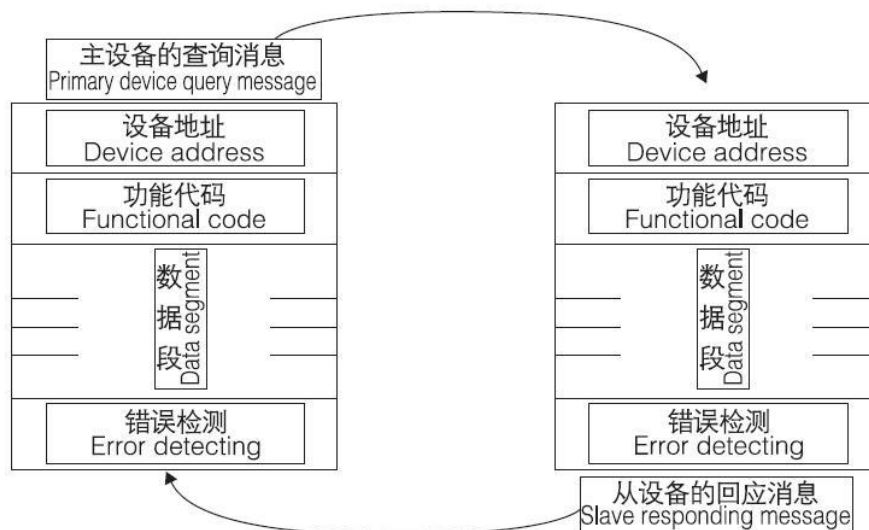 主设备的查询消息
Primary device query message
设备地址
Device address
功能代码
Functional code
数据段
Data segment
错误检测
Error detecting
设备地址
Device address
功能代码
Functional code
数据段
Data segment
错误检测
Error detecting
从设备的回应消息
Slave responding message